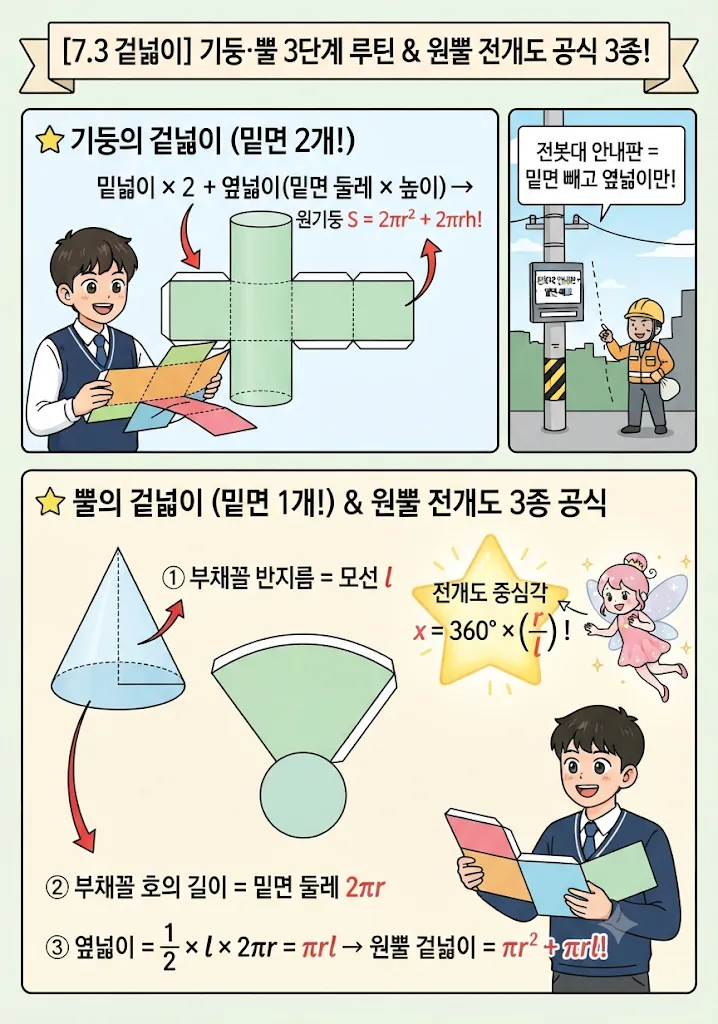 [7.3 겉넓이] 기둥·뿔 3단계 루틴 & 원뿔 전개도 공식 3종!
기둥의 겉넓이 (밑면 2개!)
밑넓이 × 2 + 옆넓이(밑면 둘레 × 높이) →
원기둥 S = 2πr² + 2πrh!
전봇대 안내판 =
밑면 빼고 옆넓이만!
뿔의 겉넓이 (밑면 1개!) & 원뿔 전개도 3종 공식
① 부채꼴 반지름 = 모선 l
전개도 중심각
x = 360° × (r/l) !
② 부채꼴 호의 길이 = 밑면 둘레 2πr
③ 옆넓이 = 1/2 × l × 2πr = πrl → 원뿔 겉넓이 = πr² + πrl!